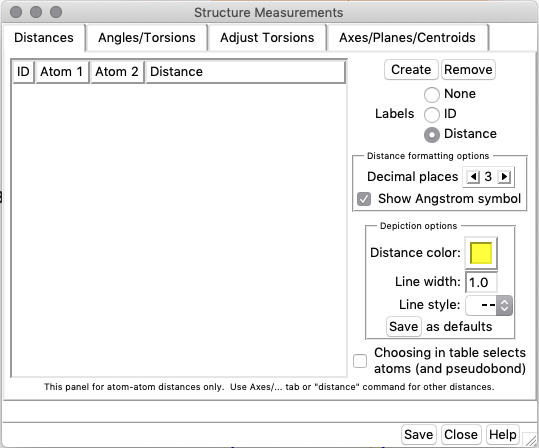 Structure Measurements
Distances Angles/Torsions Adjust Torsions Axes/Planes/Centroids
ID Atom 1 Atom 2 Distance
Create Remove
None
Labels ID
Distance
Distance formatting options
Decimal places 3
Show Angstrom symbol
Depiction options
Distance color:
Line width: 1.0
Line style: --
Save as defaults
Choosing in table selects
atoms (and pseudobond)
This panel for atom-atom distances only. Use Axes/... tab or "distance" command for other distances.
Save Close Help